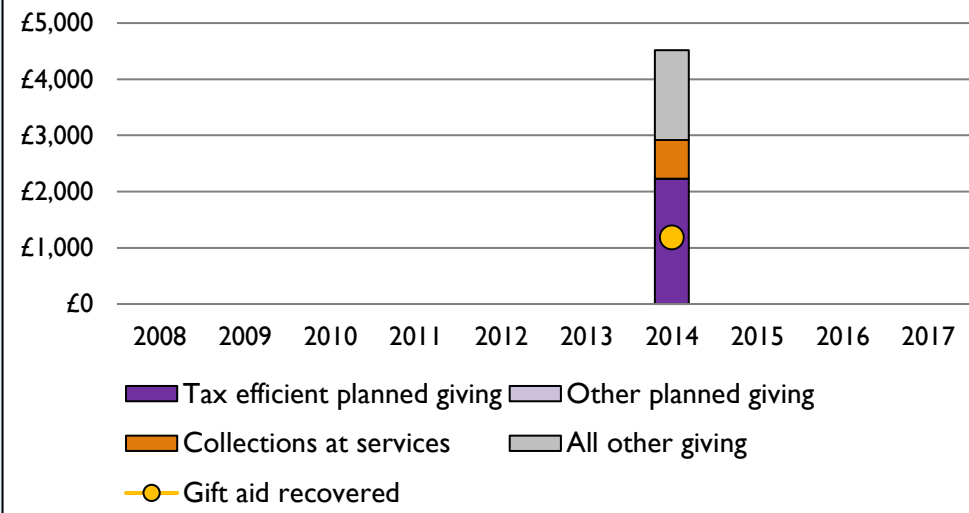 £5,000
£4,000
£3,000
£2,000
£1,000
£0
2008 2009 2010 2011 2012 2013 2014 2015 2016 2017
Tax efficient planned giving Other planned giving
Collections at services All other giving
Gift aid recovered